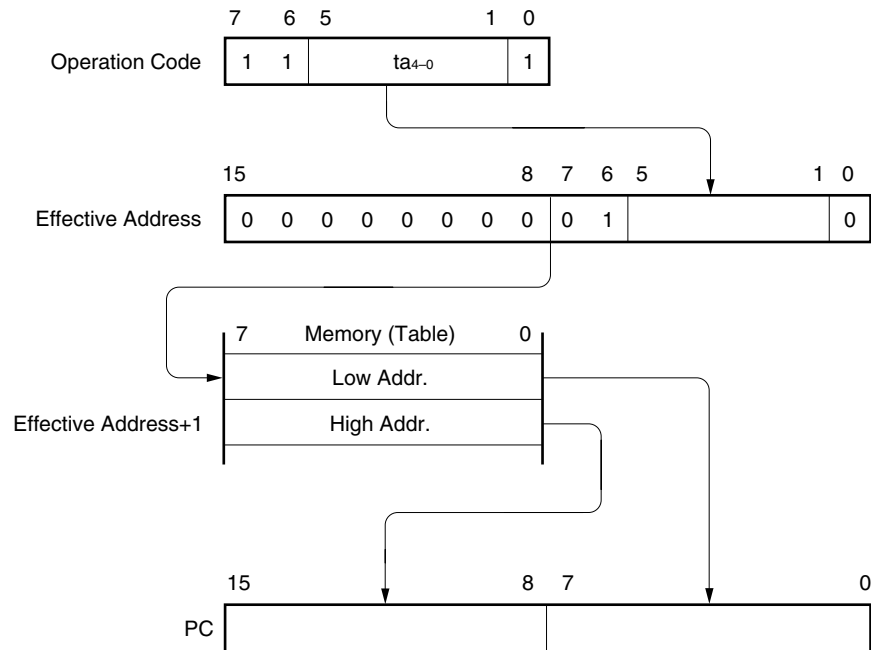 7 6 5 1 0
Operation Code 1 1 ta4–0 1
15 8 7 6 5 1 0
Effective Address 0 0 0 0 0 0 0 0 0 1 0
7 Memory (Table) 0
Low Addr.
Effective Address+1 High Addr.
15 8 7 0
PC